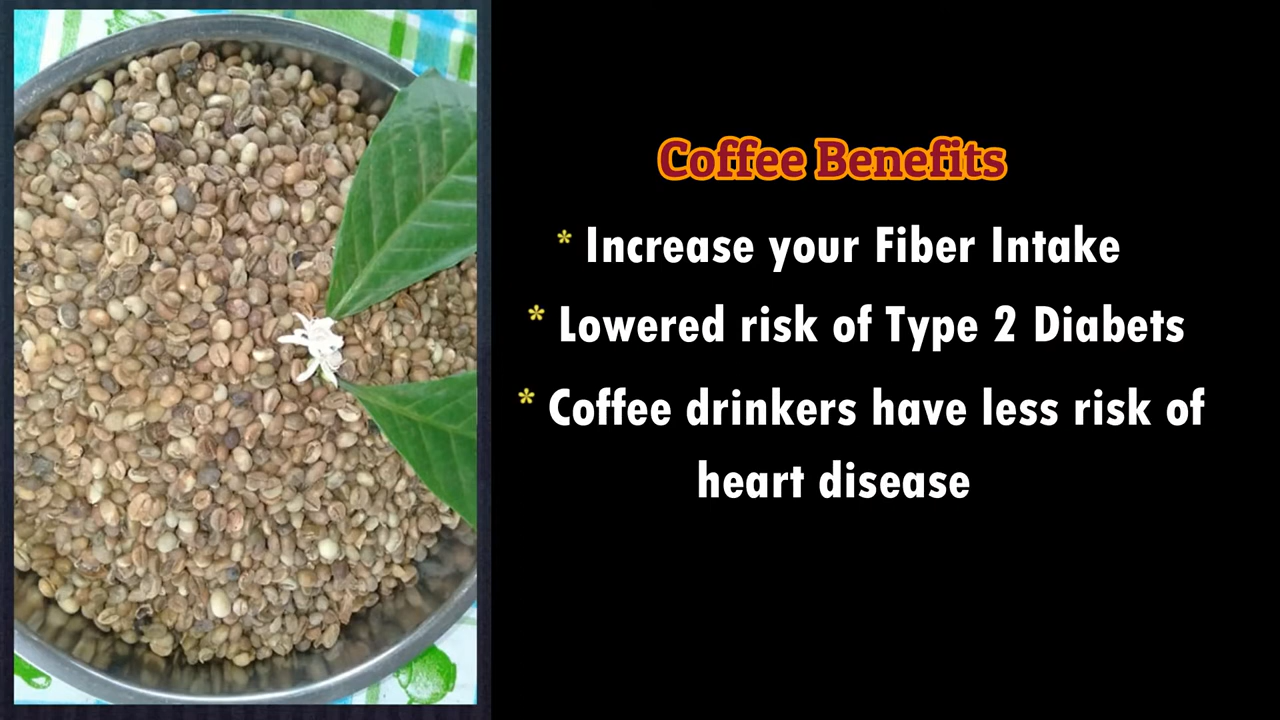 Coffee Benefits
* Increase your Fiber Intake
* Lowered risk of Type 2 Diabets
* Coffee drinkers have less risk of
heart disease